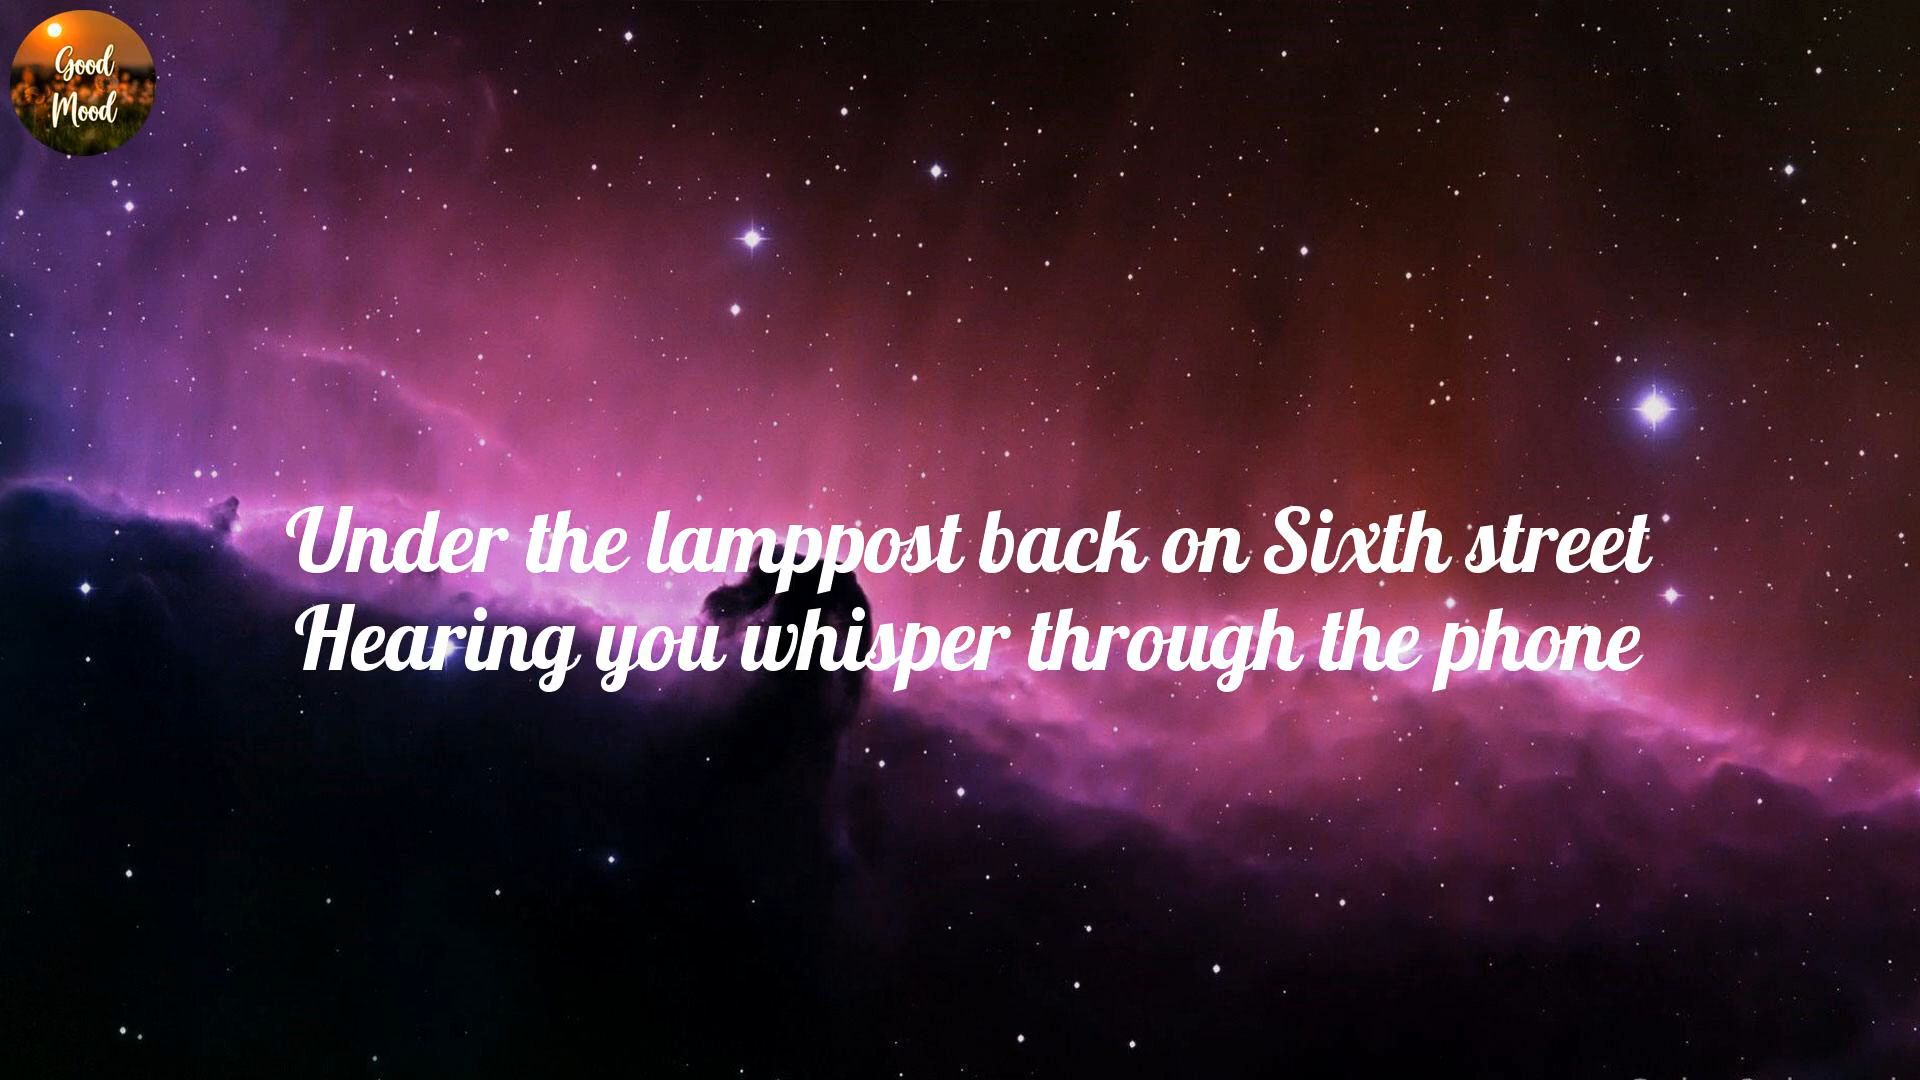 Good
Mood
Under the lamppost back on Sixth street
Hearing you whisper through the phone